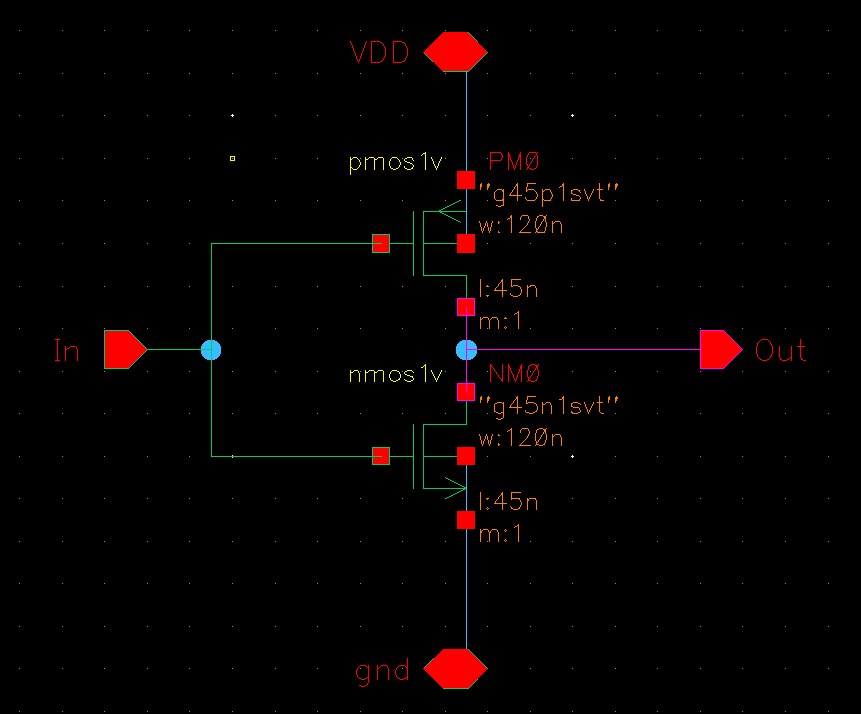 VDD
pmos1v PM0
"g45p1svt"
w:120n
l:45n
m:1
In
Out
nmos1v NM0
"g45n1svt"
w:120n
l:45n
m:1
gnd